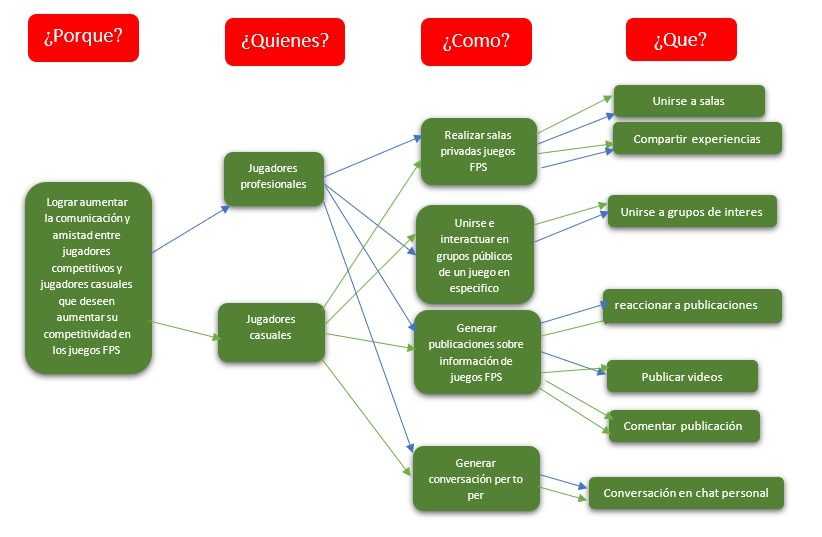 ¿Porque?
¿Quienes?
¿Como?
¿Que?
Lograr aumentar
la comunicación y
amistad entre
jugadores
competitivos y
jugadores casuales
que deseen
aumentar su
competitividad en
los juegos FPS
Jugadores
profesionales
Jugadores
casuales
Realizar salas
privadas juegos
FPS
Unirse e
interactuar en
grupos públicos
de un juego en
especifico
Generar
publicaciones sobre
información de
juegos FPS
Generar
conversación per to
per
Unirse a salas
Compartir experiencias
Unirse a grupos de interes
reaccionar a publicaciones
Publicar videos
Comentar publicación
Conversación en chat personal